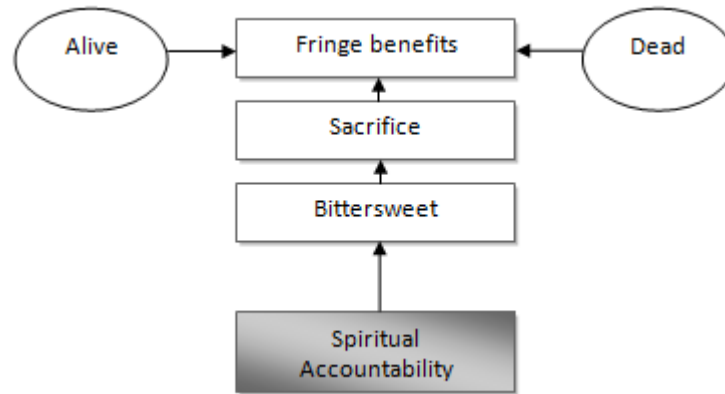 Alive
Fringe benefits
Dead
Sacrifice
Bittersweet
Spiritual
Accountability